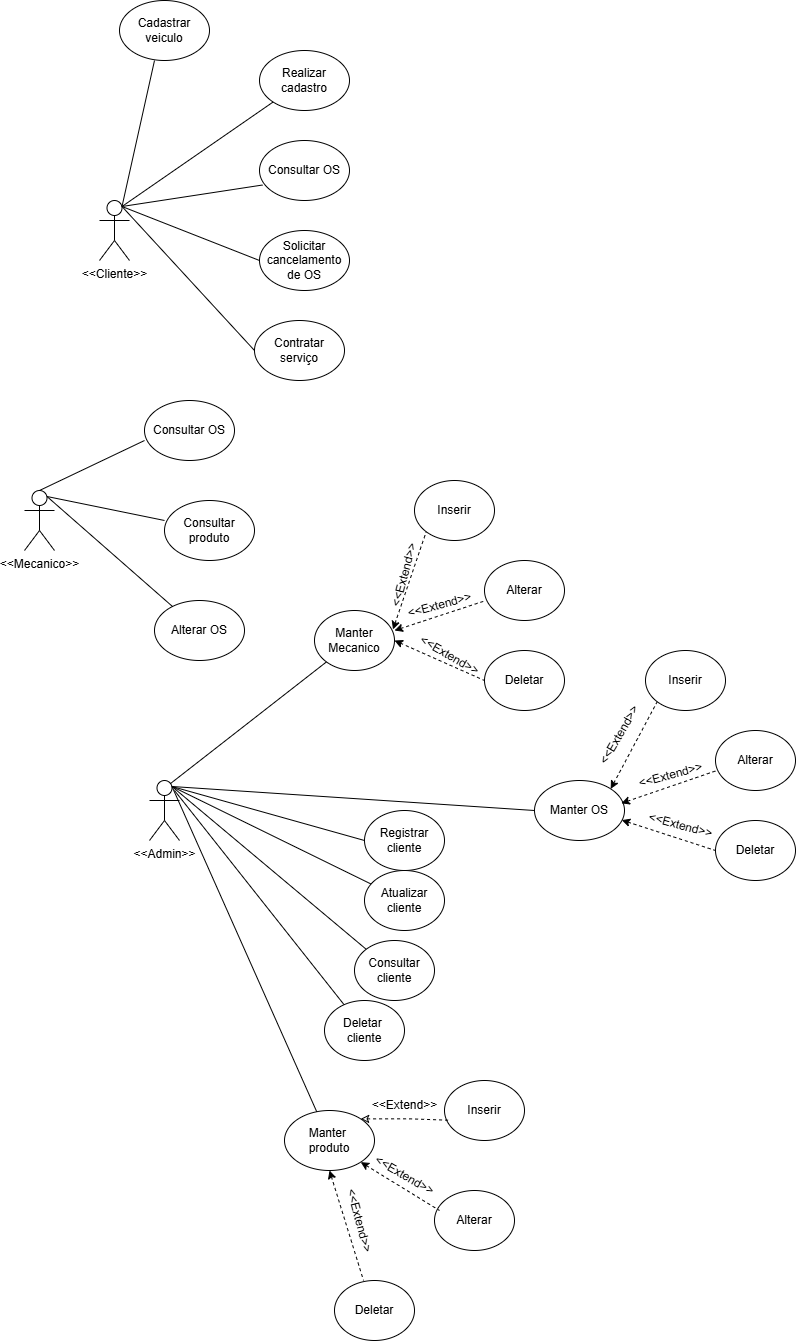 Cadastrar
veiculo
Realizar
cadastro
Consultar OS
Solicitar
cancelamento
de OS
<<Cliente>>
Contratar
serviço
Consultar OS
Consultar
produto
<<Mecanico>>
Alterar OS
Inserir
<<Extend>>
Alterar
<<Extend>>
Manter
Mecanico
<<Extend>>
Deletar
Inserir
<<Extend>>
Alterar
<<Extend>>
Manter OS
<<Extend>>
Deletar
<<Admin>>
Registrar
cliente
Atualizar
cliente
Consultar
cliente
Deletar
cliente
<<Extend>>
Inserir
Manter
produto
<<Extend>>
Alterar
<<Extend>>
Deletar